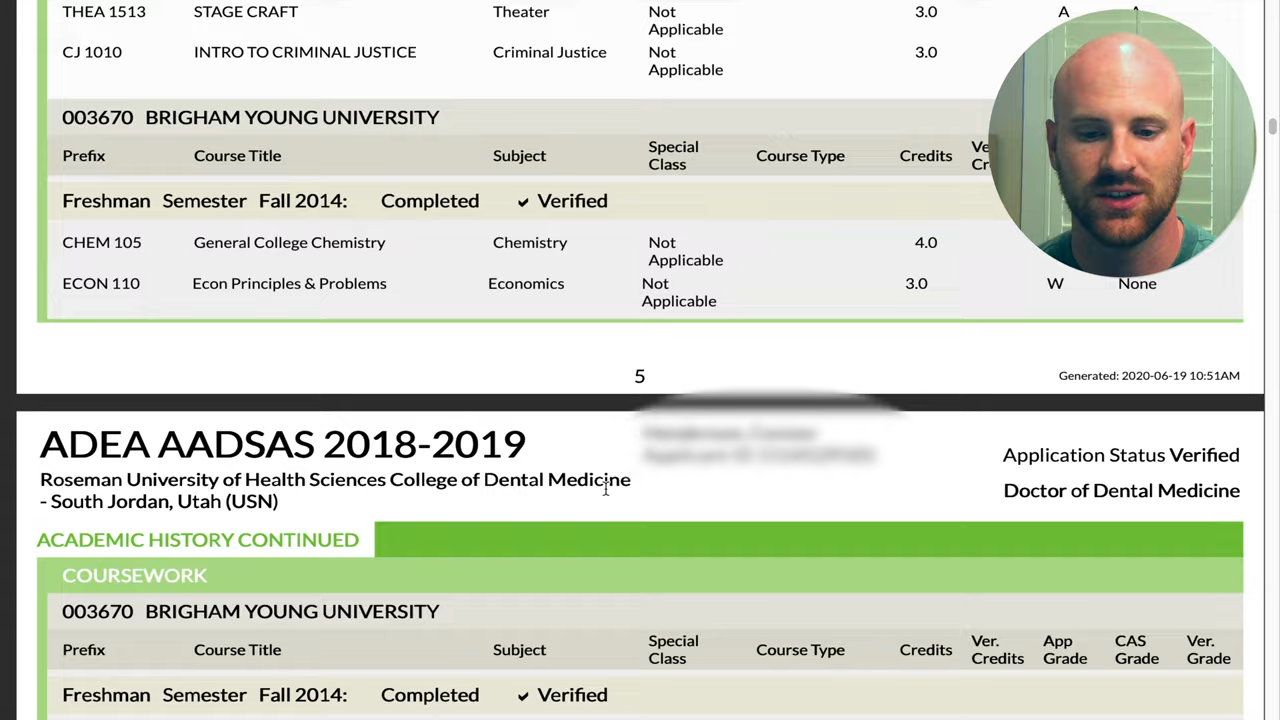 THEA 1513 STAGE CRAFT Theater Not Applicable 3.0 A
CJ 1010 INTRO TO CRIMINAL JUSTICE Criminal Justice Not Applicable 3.0
003670 BRIGHAM YOUNG UNIVERSITY
Prefix Course Title Subject Special Class Course Type Credits
Freshman Semester Fall 2014: Completed ✔ Verified
CHEM 105 General College Chemistry Chemistry Not Applicable 4.0
ECON 110 Econ Principles & Problems Economics Not Applicable 3.0 W None
5
Generated: 2020-06-19 10:51AM
ADEA AADSAS 2018-2019
Roseman University of Health Sciences College of Dental Medicine
- South Jordan, Utah (USN)
Application Status Verified
Doctor of Dental Medicine
ACADEMIC HISTORY CONTINUED
COURSEWORK
003670 BRIGHAM YOUNG UNIVERSITY
Prefix Course Title Subject Special Class Course Type Credits Ver. Credits App Grade CAS Grade Ver. Grade
Freshman Semester Fall 2014: Completed ✔ Verified